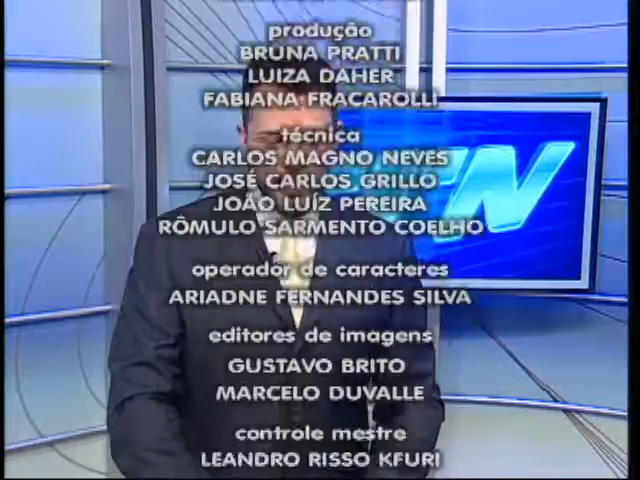 produção
BRUNA PRATTI
LUIZA DAHER
FABIANA FRACAROLLI
técnica
CARLOS MAGNO NEVES
JOSÉ CARLOS GRILLO
JOÃO LUÍZ PEREIRA
RÔMULO SARMENTO COELHO
operador de caracteres
ARIADNE FERNANDES SILVA
editores de imagens
GUSTAVO BRITO
MARCELO DUVALLE
controle mestre
LEANDRO RISSO KFURI